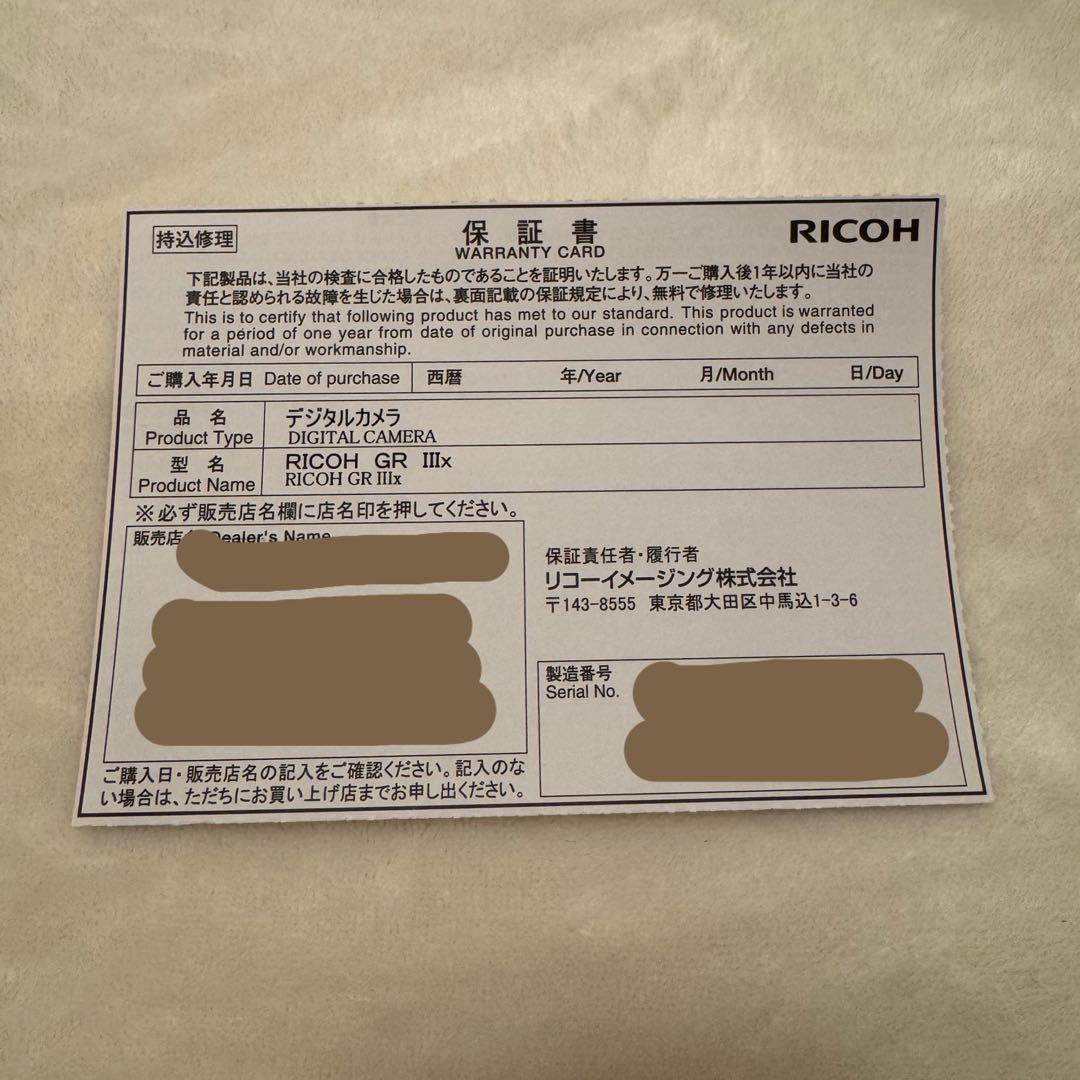 持込修理
保証書
WARRANTY CARD
RICOH
下記製品は、当社の検査に合格したものであることを証明いたします。万一ご購入後1年以内に当社の
責任と認められる故障を生じた場合は、裏面記載の保証規定により、無料で修理いたします。
This is to certify that following product has met to our standard. This product is warranted
for a period of one year from date of original purchase in connection with any defects in
material and/or workmanship.
ご購入年月日 Date of purchase 西暦 年/Year 月/Month 日/Day
品名 デジタルカメラ
Product Type DIGITAL CAMERA
型名 RICOH GR IIIx
Product Name RICOH GR IIIx
※必ず販売店名欄に店名印を押してください。
販売店 Dealer's Name
保証責任者・履行者
リコーイメージング株式会社
〒143-8555 東京都大田区中馬込1-3-6
製造番号
Serial No.
ご購入日・販売店名の記入をご確認ください。記入のな
い場合は、ただちにお買い上げ店までお申し出ください。